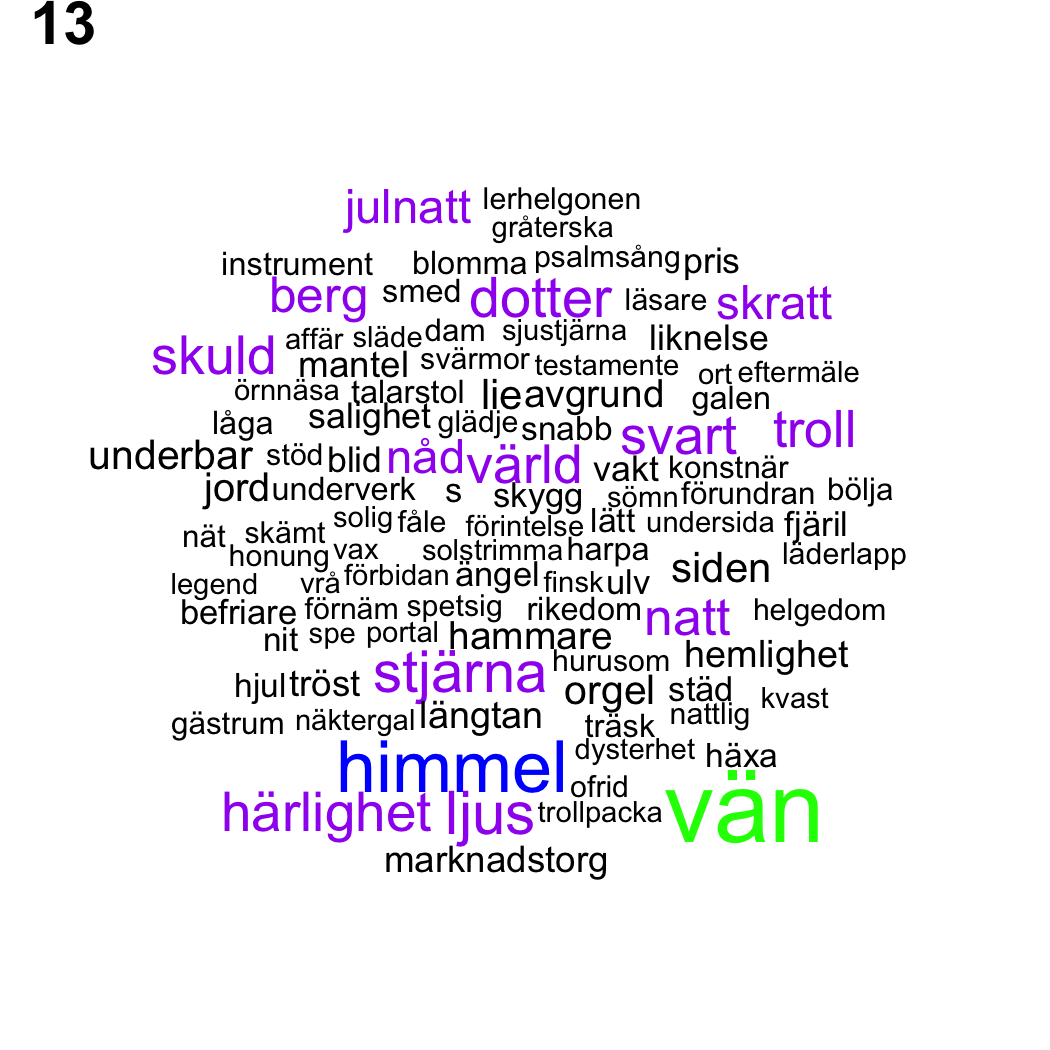 13
julnatt lerhelgonen
gråterska
instrument blomma psalmsång pris
berg smed dotter läsare skratt
skuld affär släde dam sjustjärna liknelse
mantel svärmor testamente ort eftermäle
örnnäsa talarstol lie avgrund galen
låga salighet glädje snabb svart troll
underbar stöd blid nåd värld vakt konstnär
jord underverk s skygg sömn förundran bölja
nät skämt solig fåle förintelse lätt undersida fjäril
honung vax solstrimma harpa siden läderlapp
legend vrå förbidan ängel finsk ulv
befriare förnäm spetsig rikedom natt helgedom
nit spe portal hammare
stjärna hurusom hemlighet
hjul tröst orgel städ kvast
gästrum näktergal längtan träsk nattlig
himmel dysterhet häxa
ofrid
härlighet ljus trollpacka vän
marknadstorg